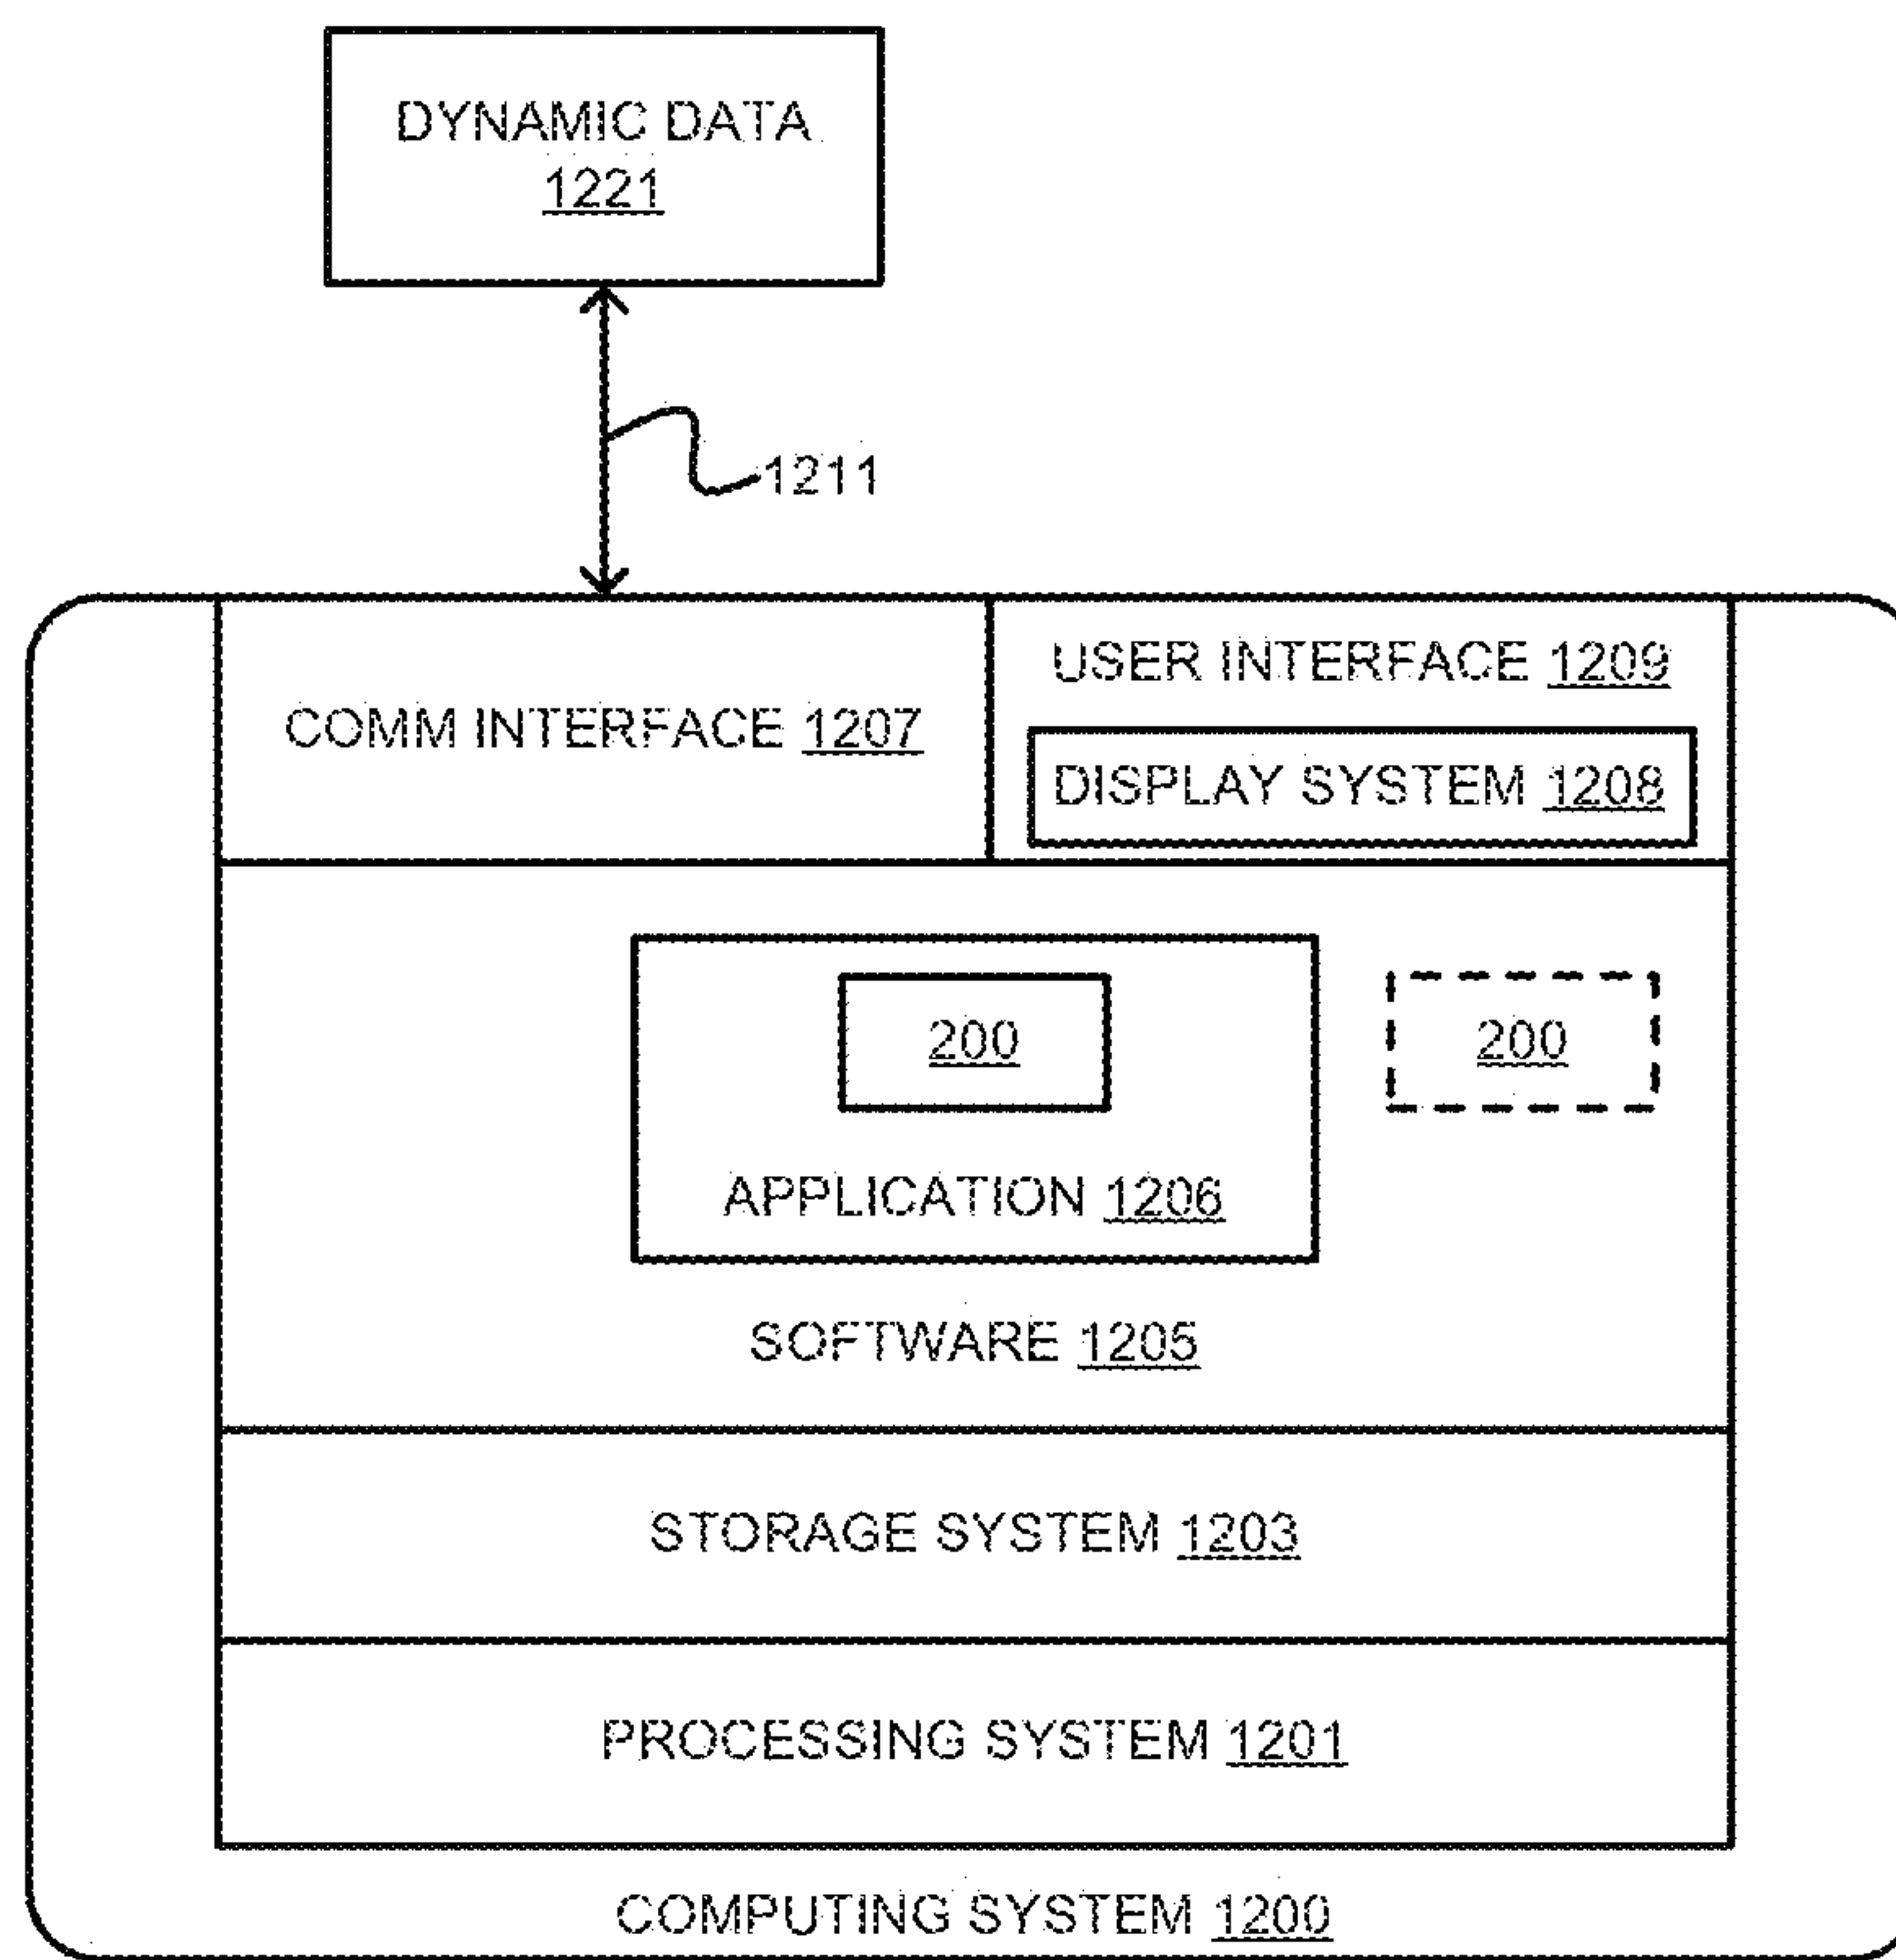 DYNAMIC DATA
1221
1211
COMM INTERFACE 1207
USER INTERFACE 1209
DISPLAY SYSTEM 1208
200
200
APPLICATION 1206
SOFTWARE 1205
STORAGE SYSTEM 1203
PROCESSING SYSTEM 1201
COMPUTING SYSTEM 1200